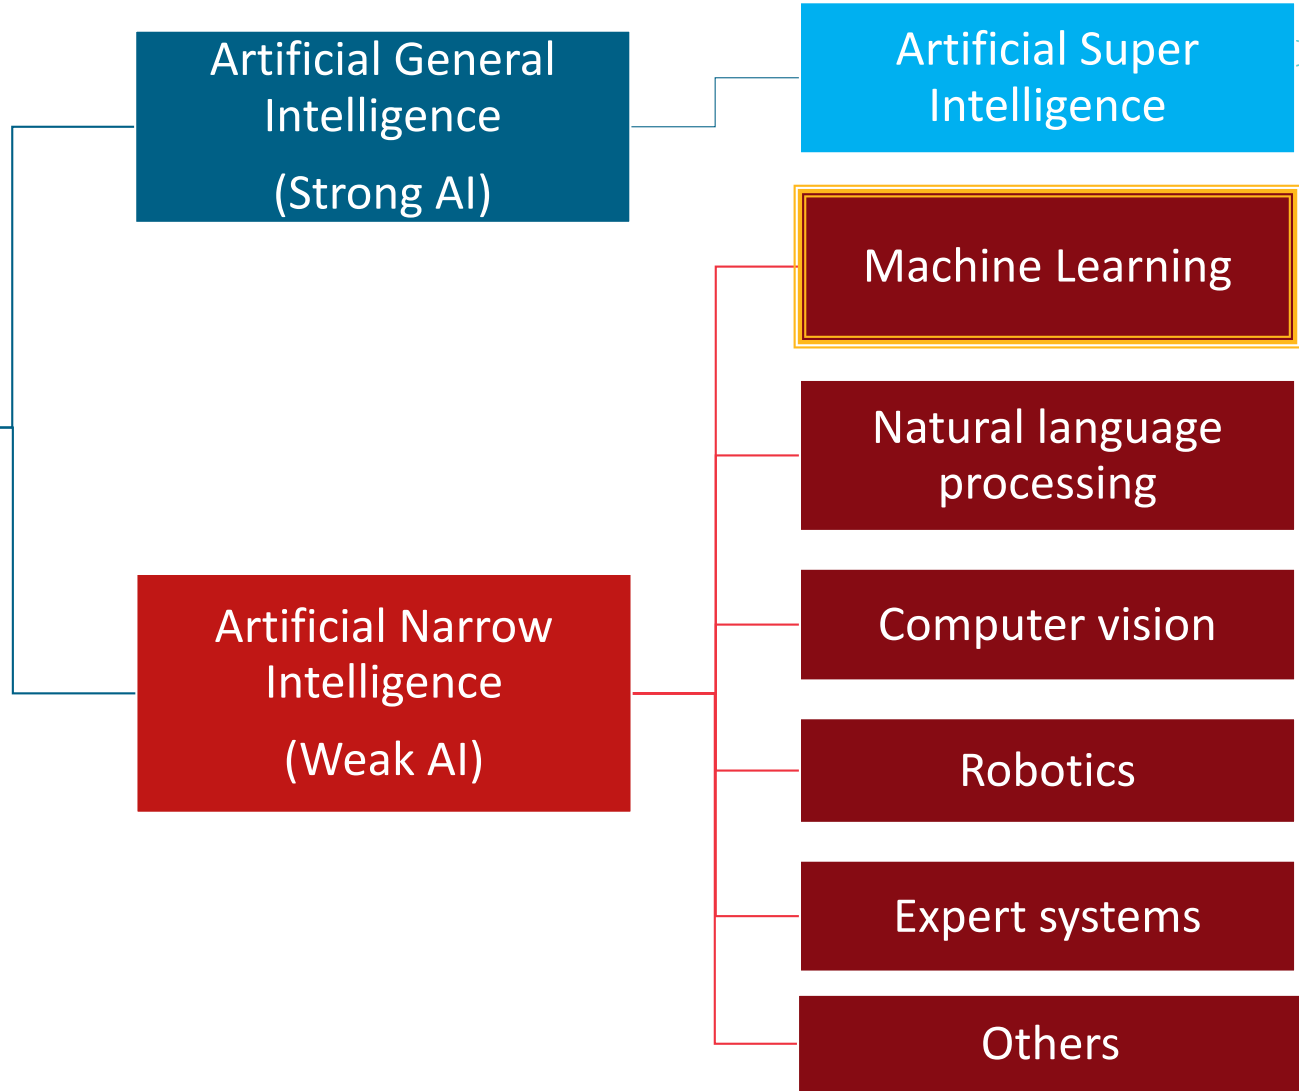 Artificial General
Intelligence
(Strong AI)
Artificial Super
Intelligence
Machine Learning
Natural language
processing
Artificial Narrow
Intelligence
(Weak AI)
Computer vision
Robotics
Expert systems
Others